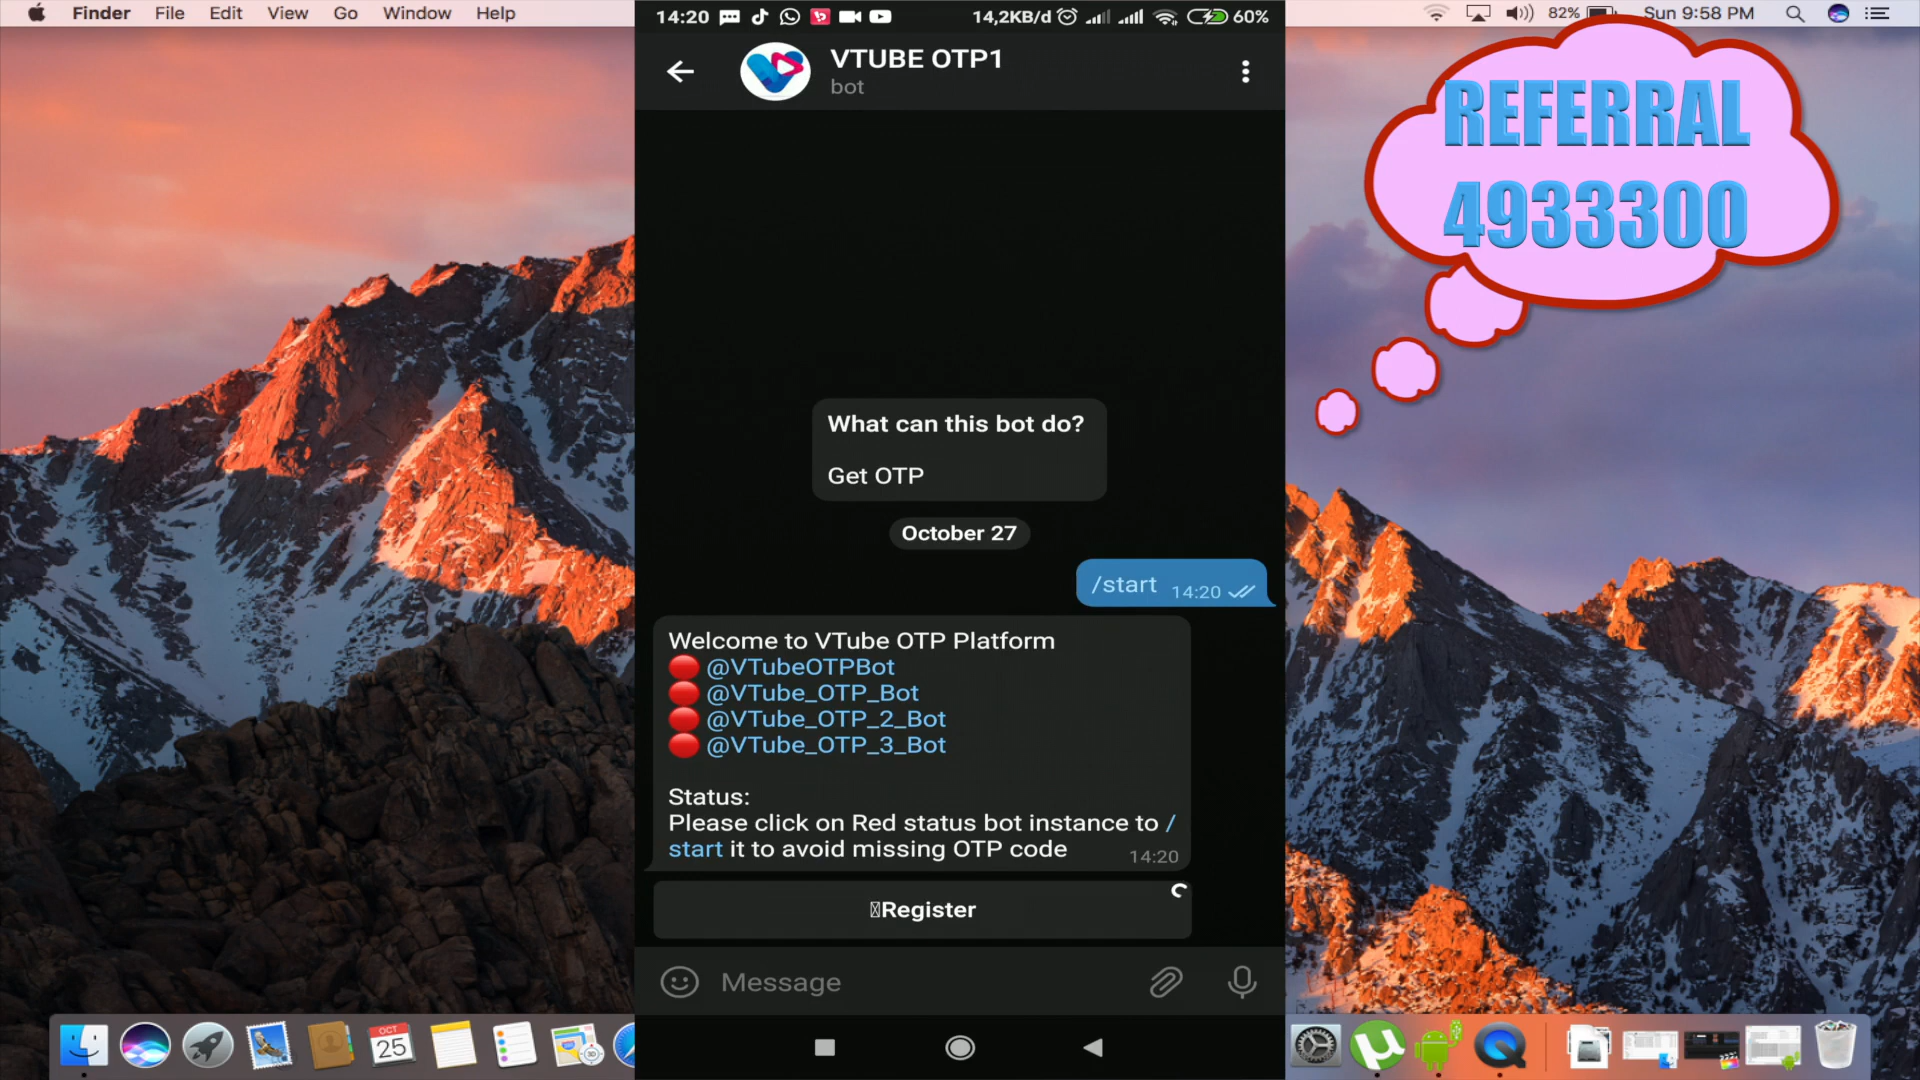 Finder File Edit View Go Window Help
14:20
14,2KB/d
60%
82%
Sun 9:58 PM
VTUBE OTP1
bot
REFERRAL
4933300
What can this bot do?
Get OTP
October 27
/start 14:20
Welcome to VTube OTP Platform
@VTubeOTPBot
@VTube_OTP_Bot
@VTube_OTP_2_Bot
@VTube_OTP_3_Bot
Status:
Please click on Red status bot instance to /
start it to avoid missing OTP code 14:20
Register
Message
OCT
25